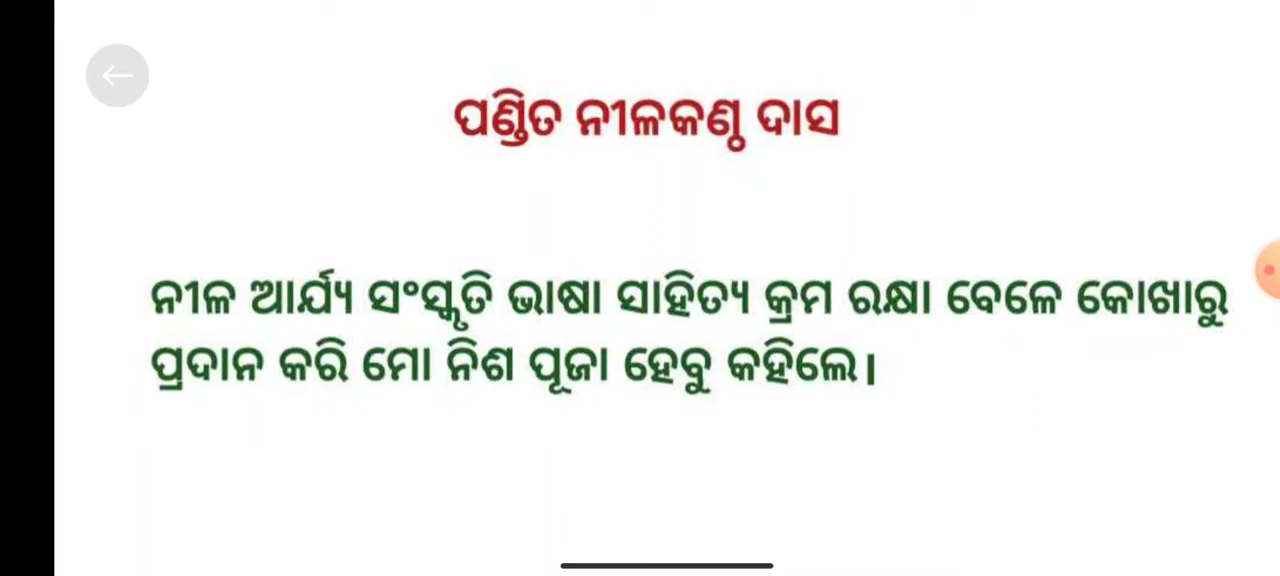 ପଣ୍ଡିତ ନୀଳକଣ୍ଠ ଦାସ
ନୀଳ ଆର୍ଯ୍ୟ ସଂସ୍କୃତି ଭାଷା ସାହିତ୍ୟ କ୍ରମ ରକ୍ଷା ବେଳେ କୋଖାରୁ
ପ୍ରଦାନ କରି ମୋ ନିଶ ପୂଜା ହେବୁ କହିଲେ।